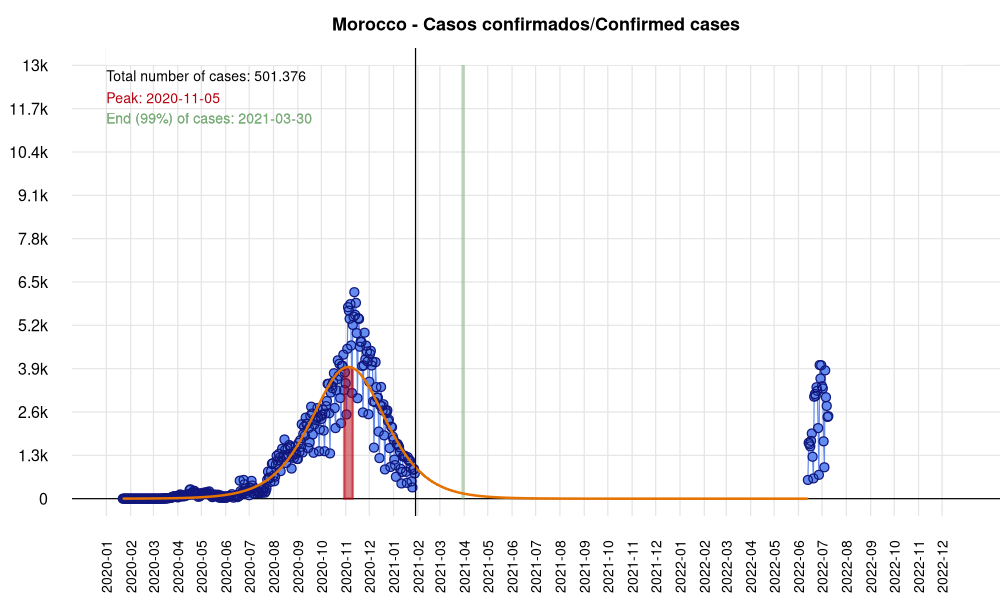 Morocco - Casos confirmados/Confirmed cases
Total number of cases: 501.376
Peak: 2020-11-05
End (99%) of cases: 2021-03-30
13k
11.7k
10.4k
9.1k
7.8k
6.5k
5.2k
3.9k
2.6k
1.3k
0
2020-01
2020-02
2020-03
2020-04
2020-05
2020-06
2020-07
2020-08
2020-09
2020-10
2020-11
2020-12
2021-01
2021-02
2021-03
2021-04
2021-05
2021-06
2021-07
2021-08
2021-09
2021-10
2021-11
2021-12
2022-01
2022-02
2022-03
2022-04
2022-05
2022-06
2022-07
2022-08
2022-09
2022-10
2022-11
2022-12